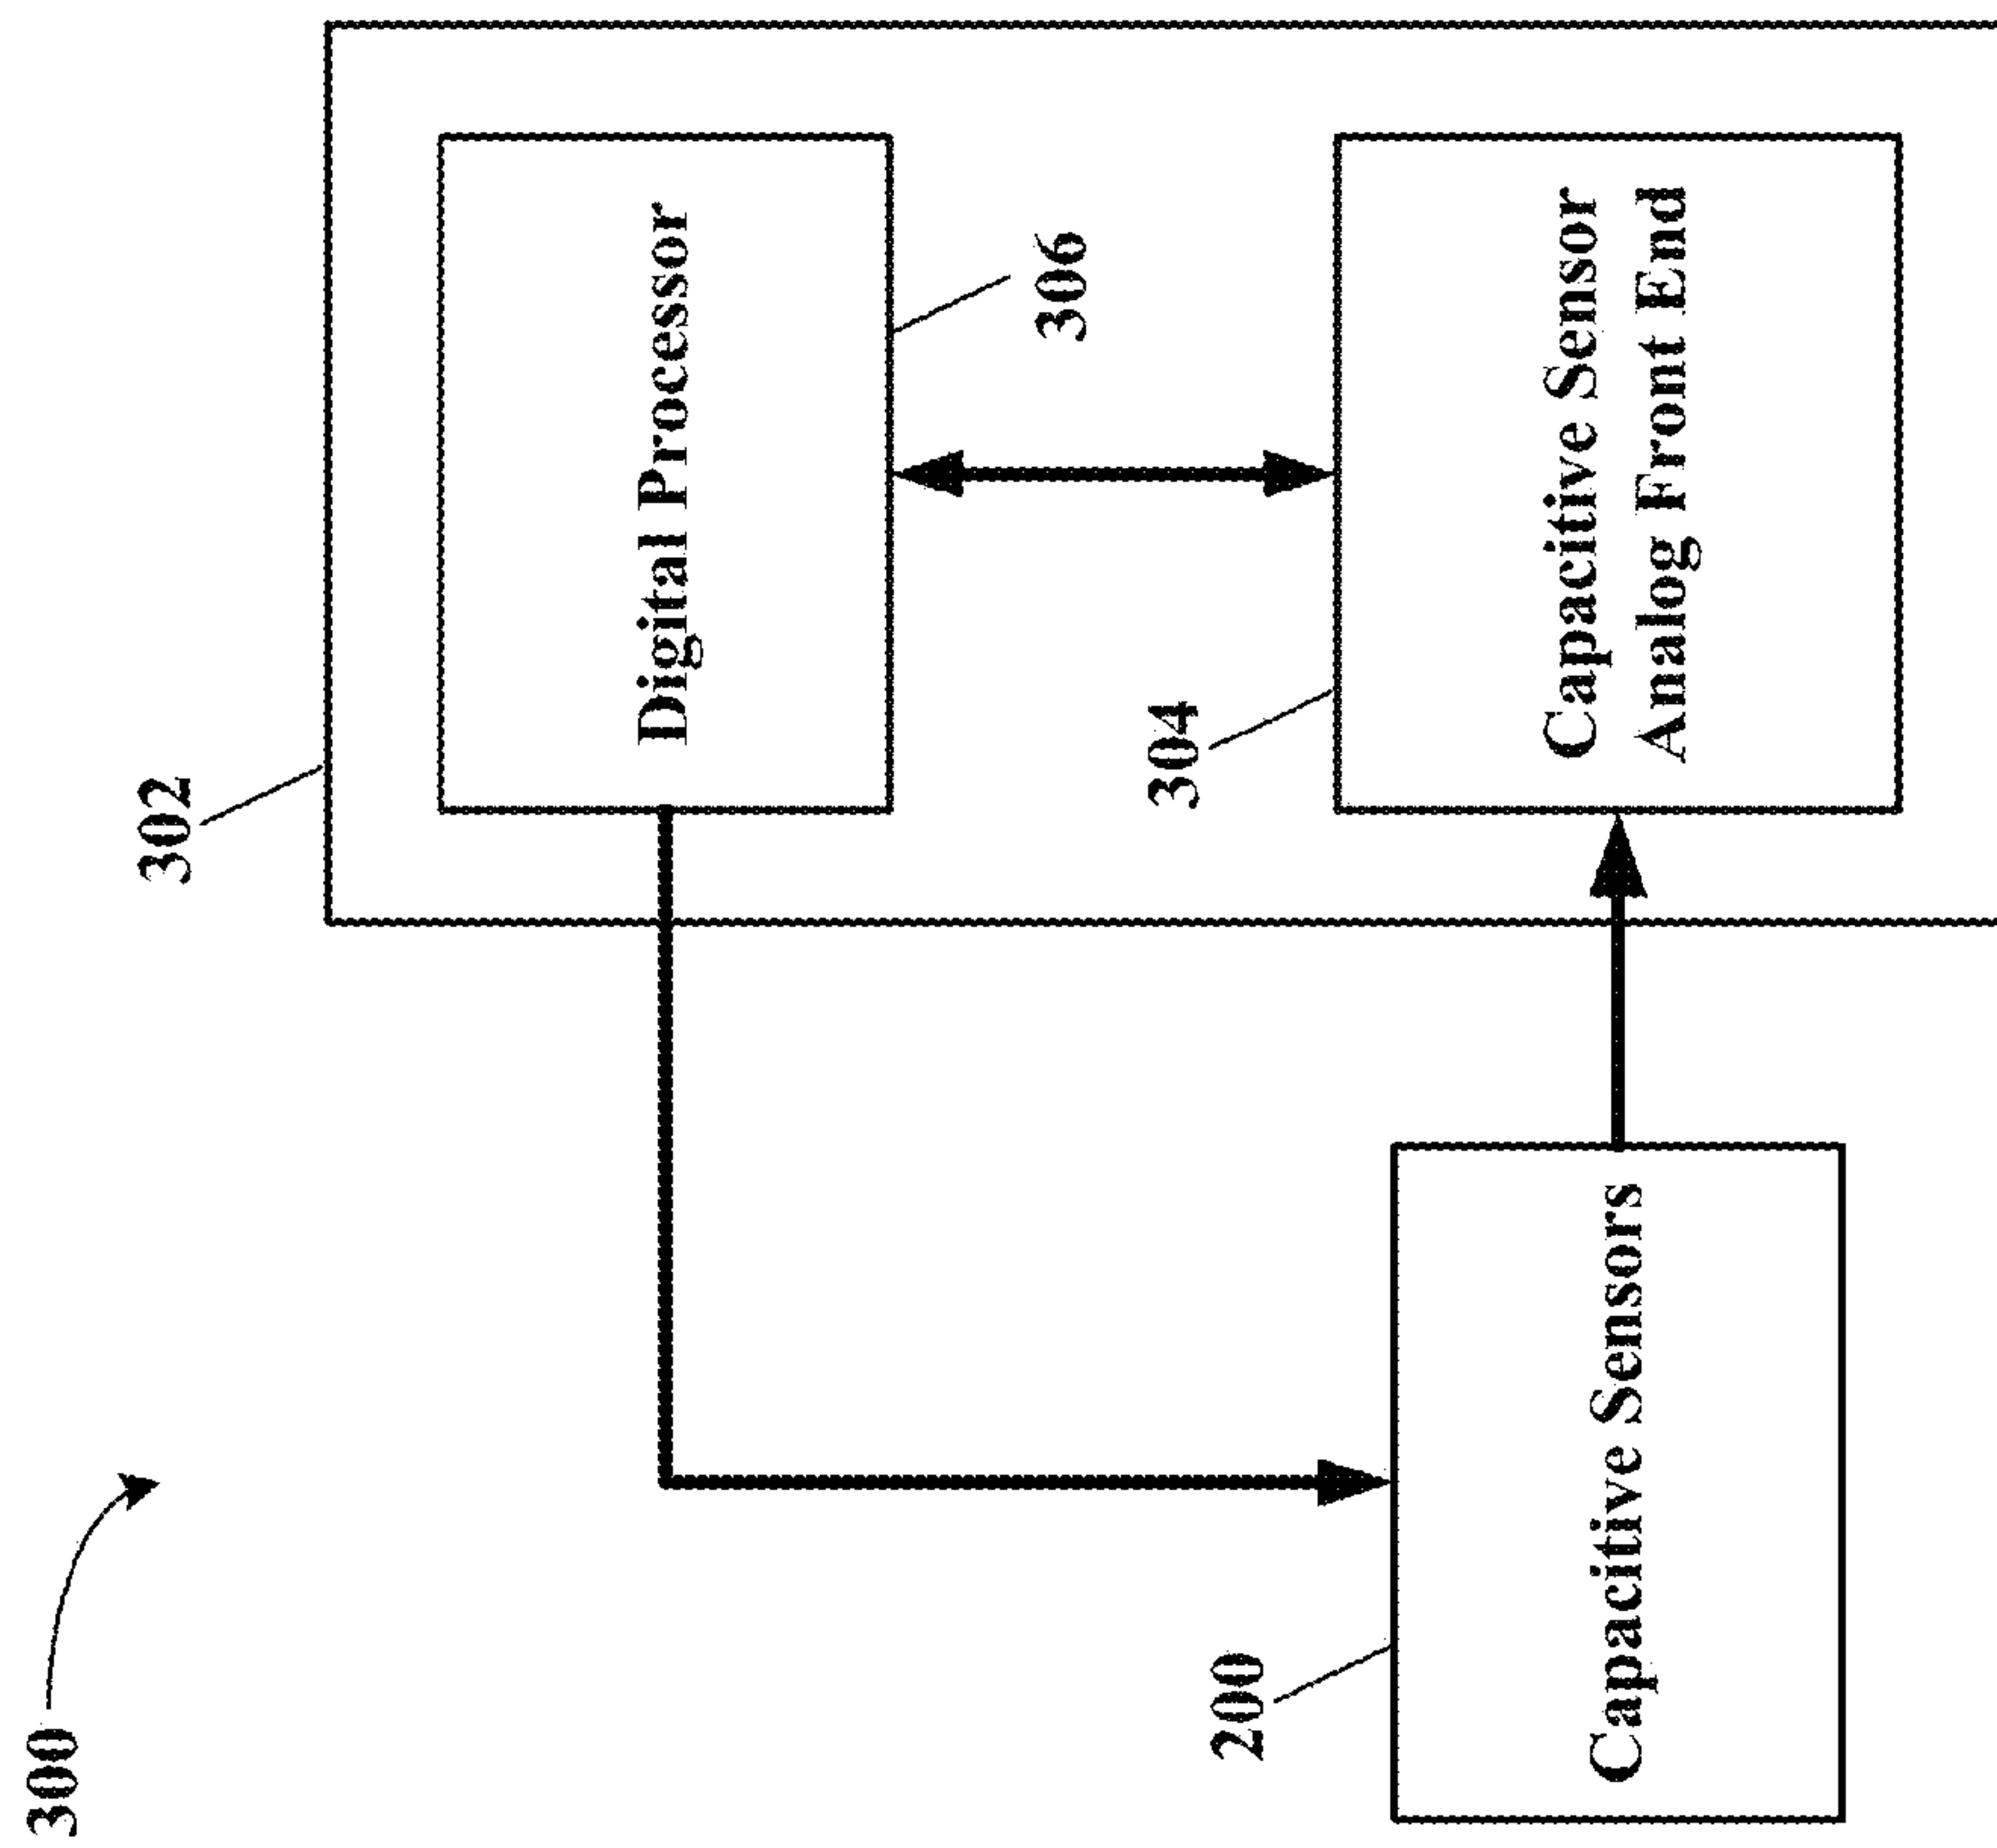 300
302
Digital Processor
306
304
200
Capacitive Sensors
Capacitive Sensor
Analog Front End